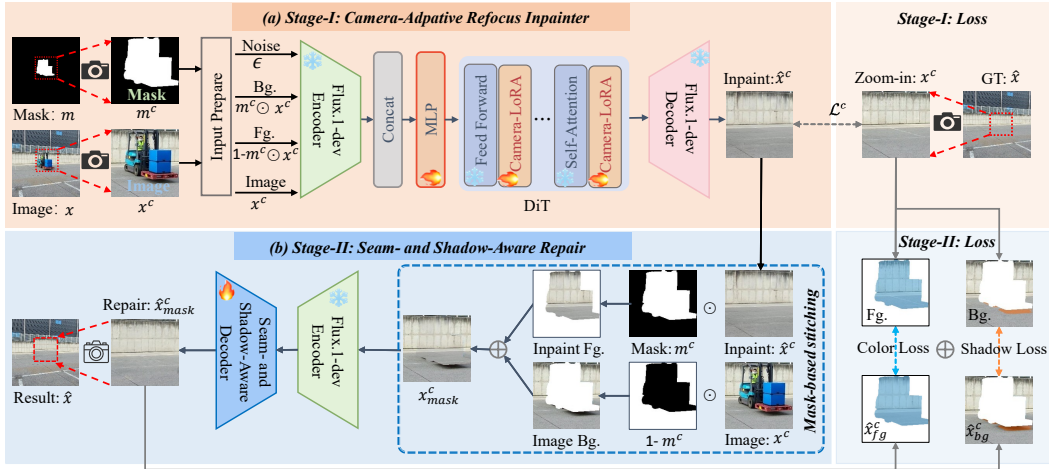 (a) Stage-I: Camera-Adpative Refocus Inpainter
Stage-I: Loss
Mask
Mask: m
m^c
Image
Image: x
x^c
Input Prepare
Noise
ϵ
Bg.
m^c ⊙ x^c
Fg.
1-m^c ⊙ x^c
Image
x^c
Flux.1-dev
Encoder
Concat
MLP
Feed Forward
Camera-LoRA
...
Self-Attention
Camera-LoRA
DiT
Flux.1-dev
Decoder
Inpaint: x̂^c
ℒ^c
Zoom-in: x^c
GT: x̂
(b) Stage-II: Seam- and Shadow-Aware Repair
Stage-II: Loss
Result: x̂
Repair: x̂^c_mask
Seam- and
Shadow-Aware
Decoder
Flux.1-dev
Encoder
x^c_mask
⊕
Inpaint Fg.
Mask: m^c
⊙
Inpaint: x̂^c
Image Bg.
1- m^c
⊙
Image: x^c
Mask-based stitching
Fg.
Bg.
Color Loss
⊕
Shadow Loss
x̂^c_fg
x̂^c_bg